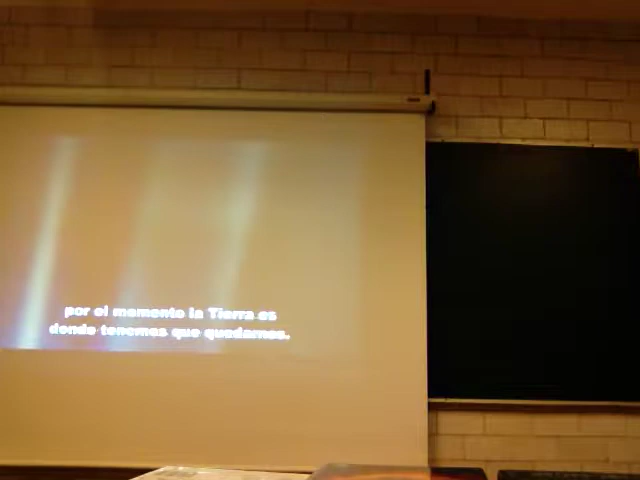 por el momento la Tierra es
donde tenemos que quedarnos.